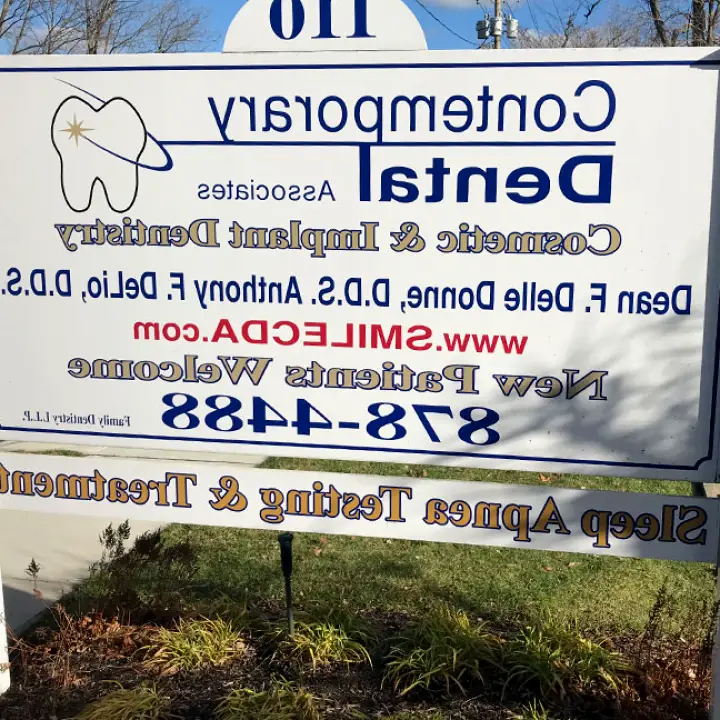 110
Contemporary
Dental Associates
Cosmetic & Implant Dentistry
Dean F. Delle Donne, D.D.S. Anthony F. DeLio, D.D.S.
www.SMILECDA.com
New Patients Welcome
878-4488
Family Dentistry L.L.P.
Sleep Apnea Testing & Treatment